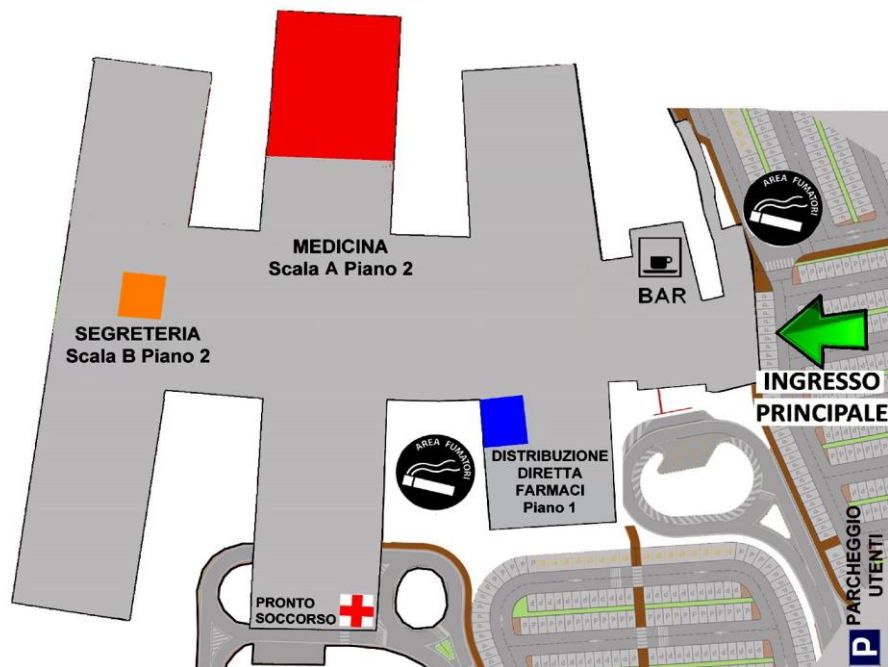 MEDICINA
Scala A Piano 2
AREA FUMATORI
BAR
SEGRETERIA
Scala B Piano 2
INGRESSO
PRINCIPALE
AREA FUMATORI
DISTRIBUZIONE
DIRETTA
FARMACI
Piano 1
PRONTO
SOCCORSO
P PARCHEGGIO
UTENTI